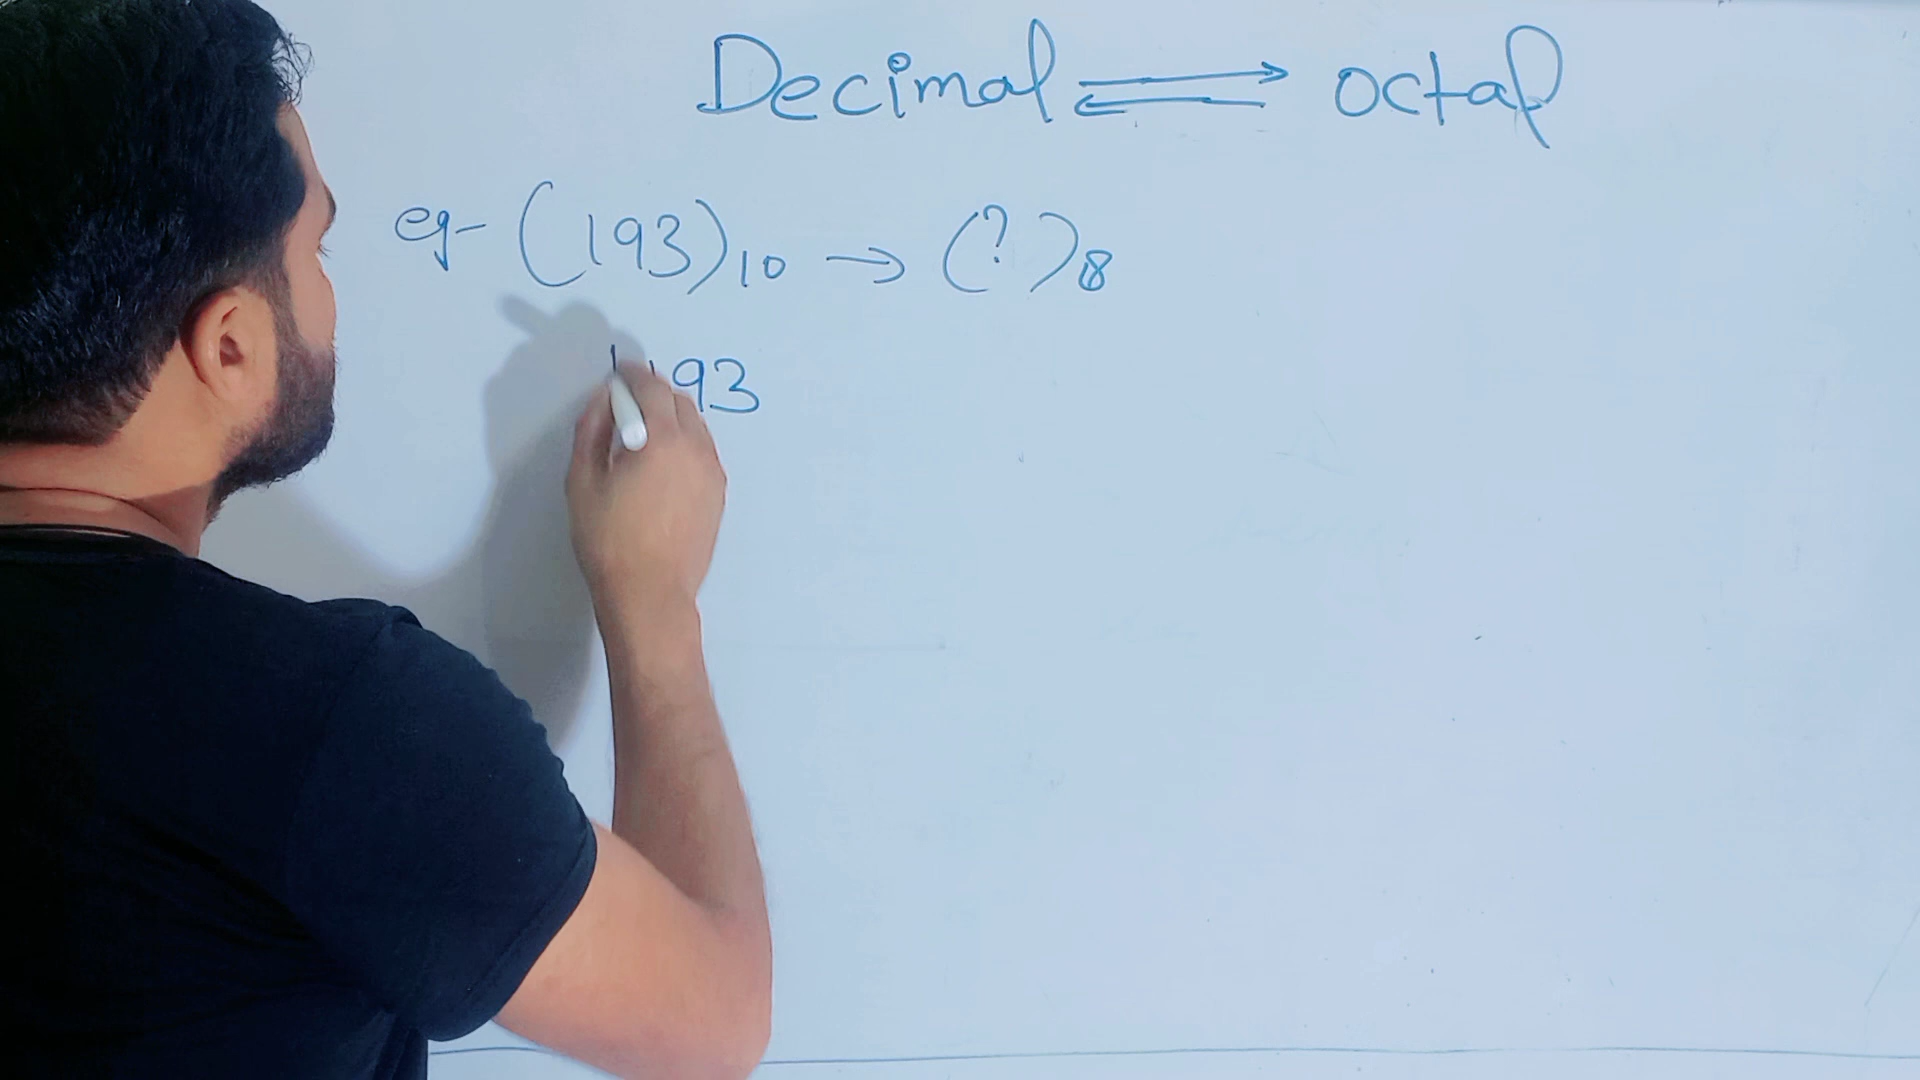 Decimal ⇌ octal
eg- (193)10 → (?)8
193